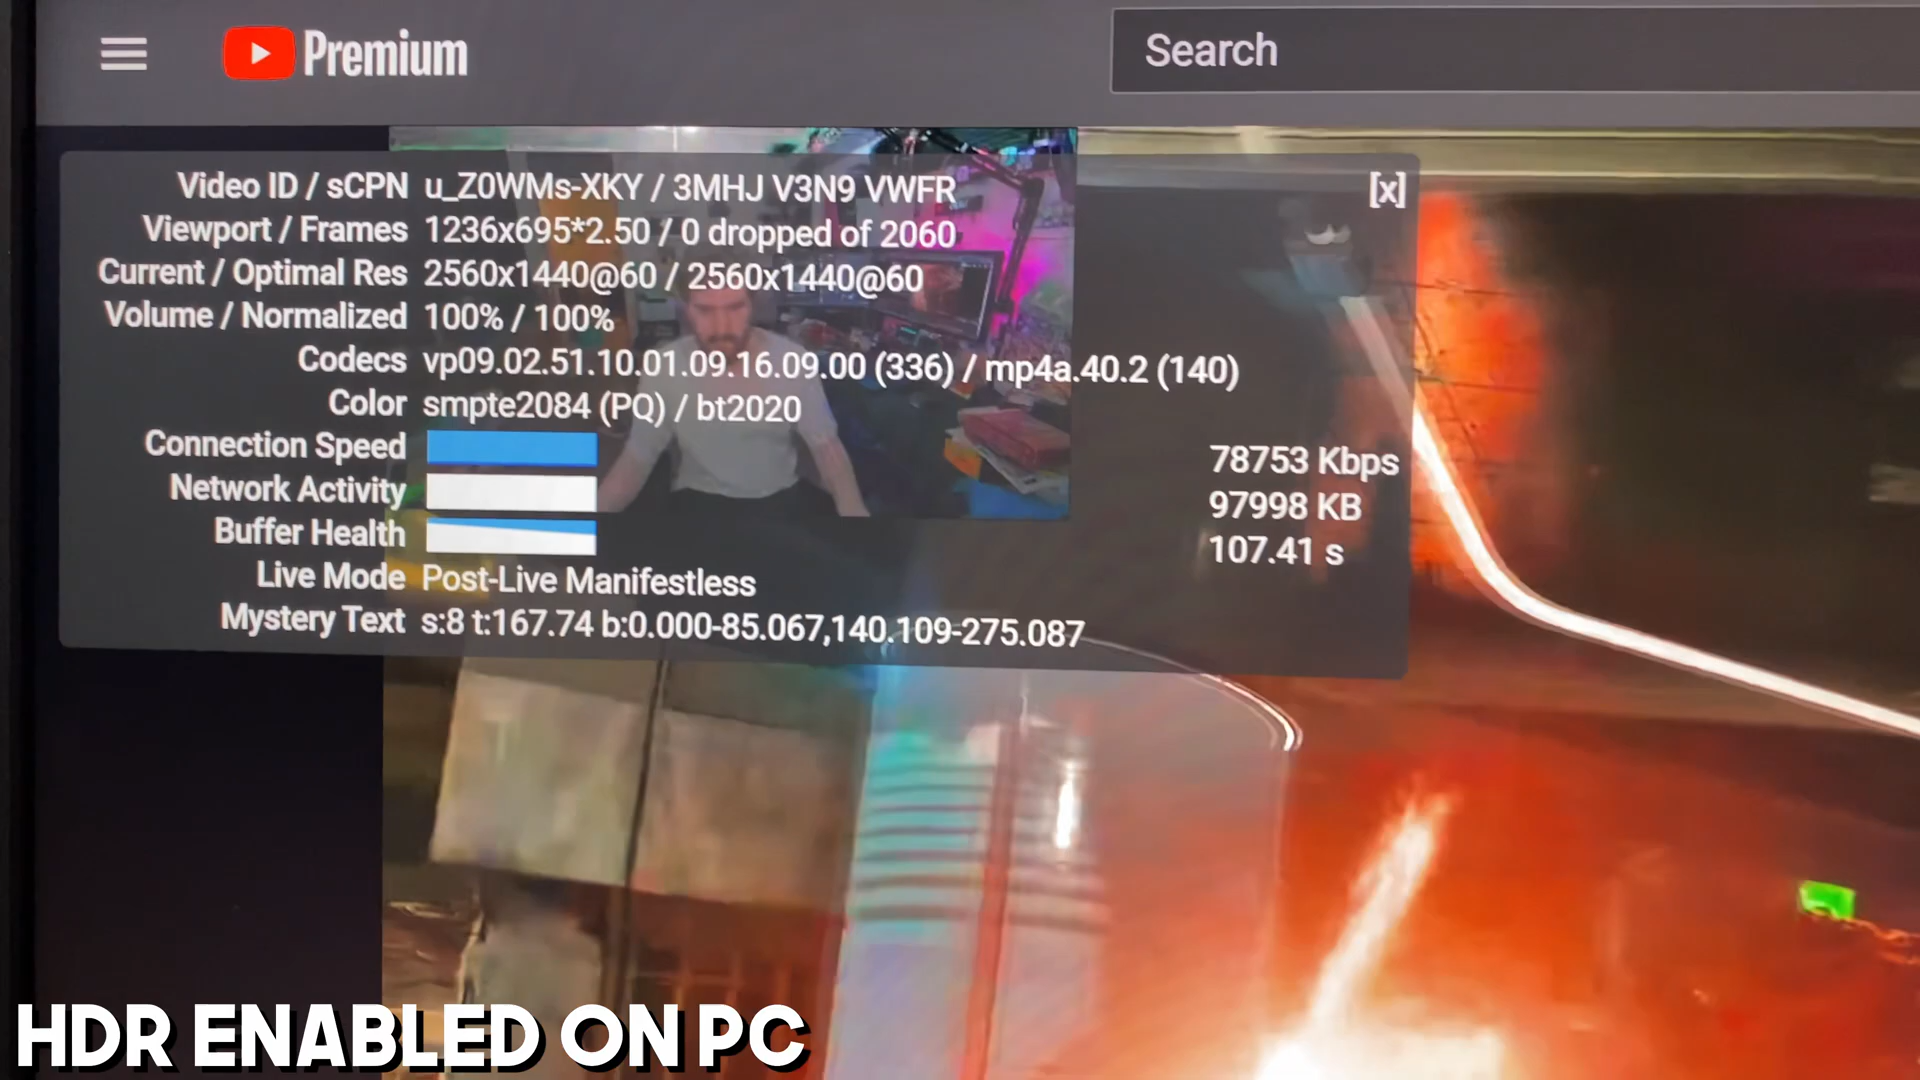 Premium
Search
[x]
Video ID / sCPN u_Z0WMs-XKY / 3MHJ V3N9 VWFR
Viewport / Frames 1236x695*2.50 / 0 dropped of 2060
Current / Optimal Res 2560x1440@60 / 2560x1440@60
Volume / Normalized 100% / 100%
Codecs vp09.02.51.10.01.09.16.09.00 (336) / mp4a.40.2 (140)
Color smpte2084 (PQ) / bt2020
Connection Speed 78753 Kbps
Network Activity 97998 KB
Buffer Health 107.41 s
Live Mode Post-Live Manifestless
Mystery Text s:8 t:167.74 b:0.000-85.067,140.109-275.087
HDR ENABLED ON PC